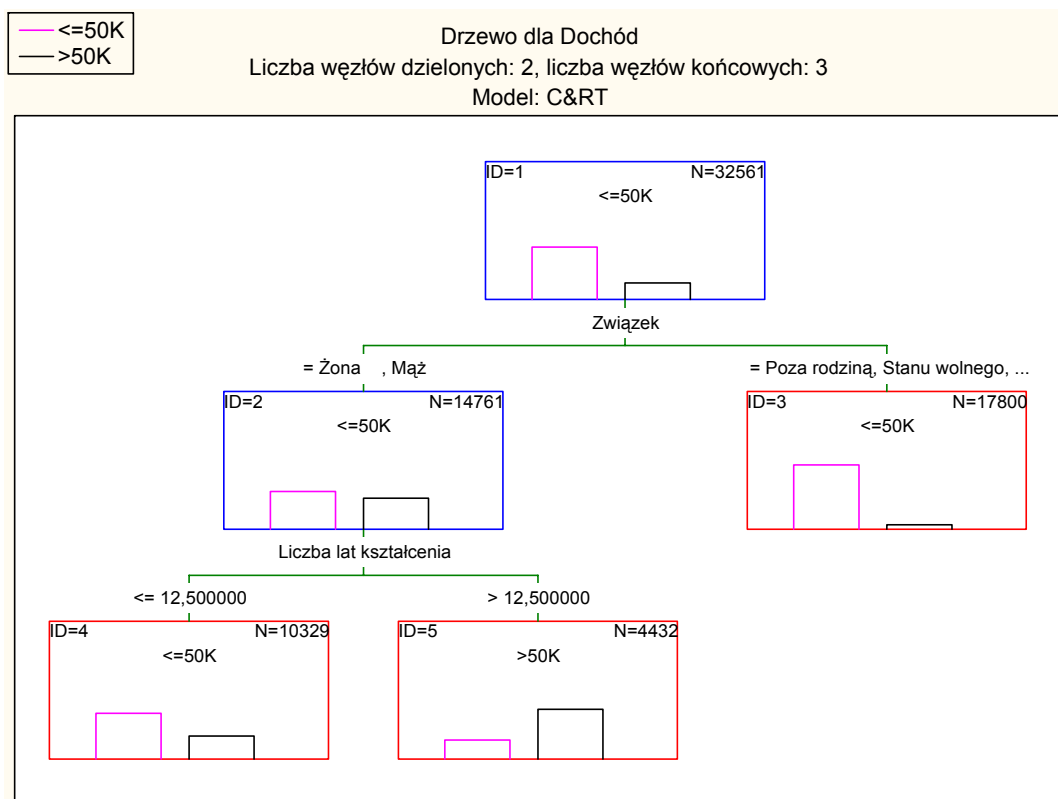 <=50K
>50K
Drzewo dla Dochód
Liczba węzłów dzielonych: 2, liczba węzłów końcowych: 3
Model: C&RT
ID=1 N=32561
<=50K
Związek
= Żona , Mąż
= Poza rodziną, Stanu wolnego, ...
ID=2 N=14761
<=50K
ID=3 N=17800
<=50K
Liczba lat kształcenia
<= 12,500000
> 12,500000
ID=4 N=10329
<=50K
ID=5 N=4432
>50K